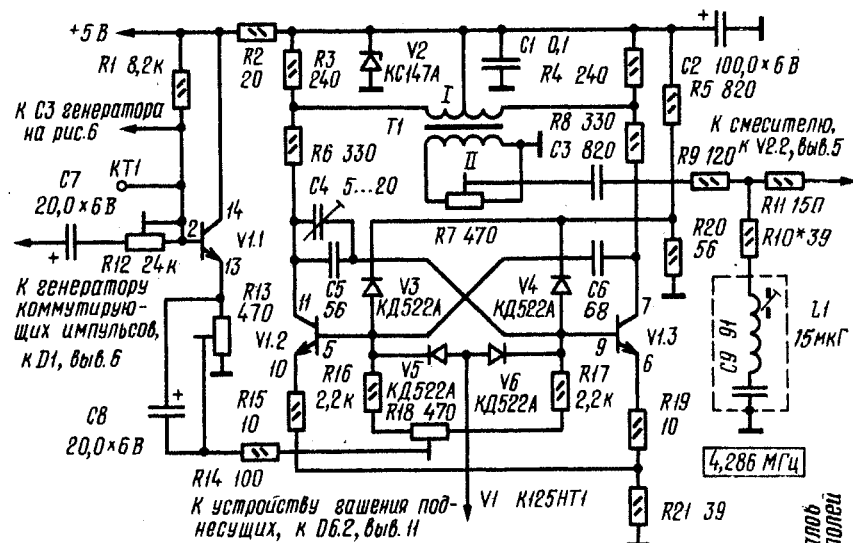 +5 В
R1 8,2к
R2
20
R3
240
V2
КС147А
C1 0,1
R4 240
C2 100,0×6 В
R5 820
К C3 генератора
на рис.6
КТ1
C7
20,0×6 В
R6 330
I
T1
II
R8 330
C3 820
К смесителю,
к V2.2, выв.5
R9 120
R11 150
R10*39
C4 5...20
R7 470
R20
56
14
2
V1.1
13
R12 24к
К генератору
коммутирую-
щих импульсов,
к D1, выв.6
R13
470
C5
56
V3
КД522А
V4
КД522А
C6
68
11
V1.2
5
10
7
V1.3
9
6
L1
15мкГ
C9 91
V5
КД522А
V6
КД522А
R16
2,2к
R17
2,2к
R18 470
R15
10
R19
10
C8
20,0×6 В
R14 100
4,286 МГц
К устройству гашения под-
несущих, к D6.2, выв.11
V1 К125НТ1
R21 39
полей